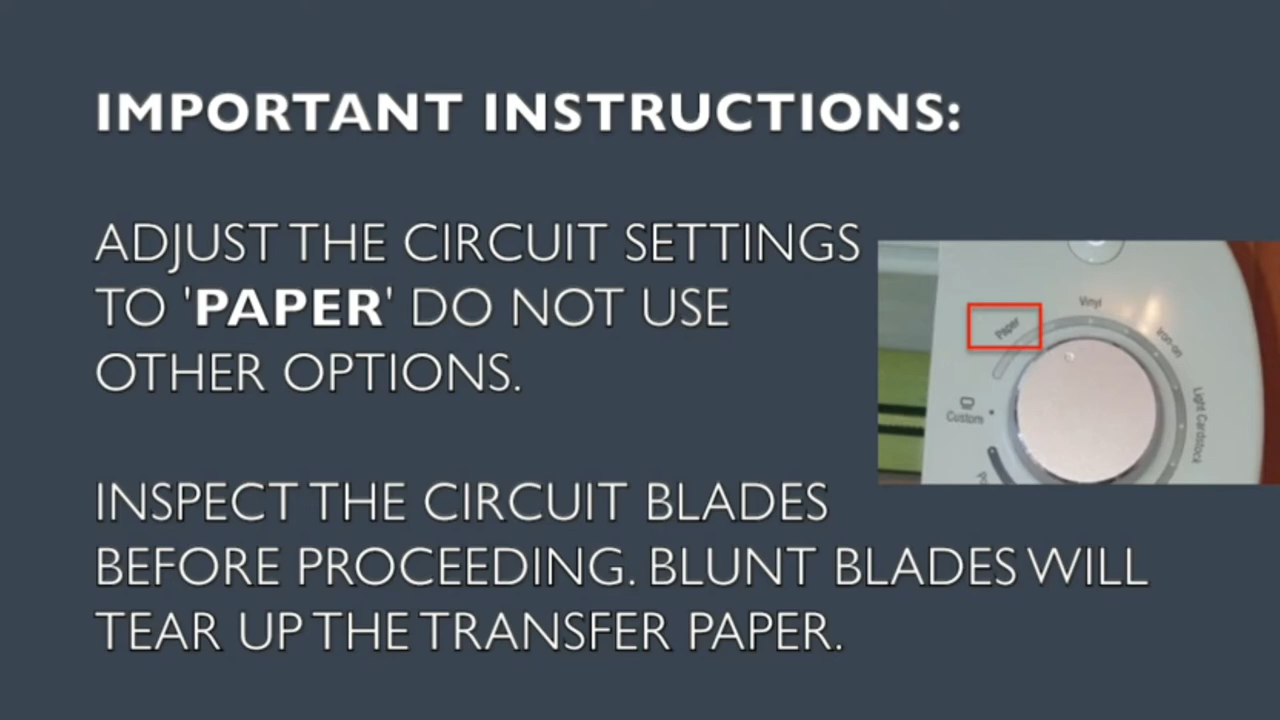 IMPORTANT INSTRUCTIONS:
ADJUST THE CIRCUIT SETTINGS
TO 'PAPER' DO NOT USE
OTHER OPTIONS.
Vinyl
Paper
Iron-on
Custom
Light Cardstock
INSPECT THE CIRCUIT BLADES
BEFORE PROCEEDING. BLUNT BLADES WILL
TEAR UP THE TRANSFER PAPER.